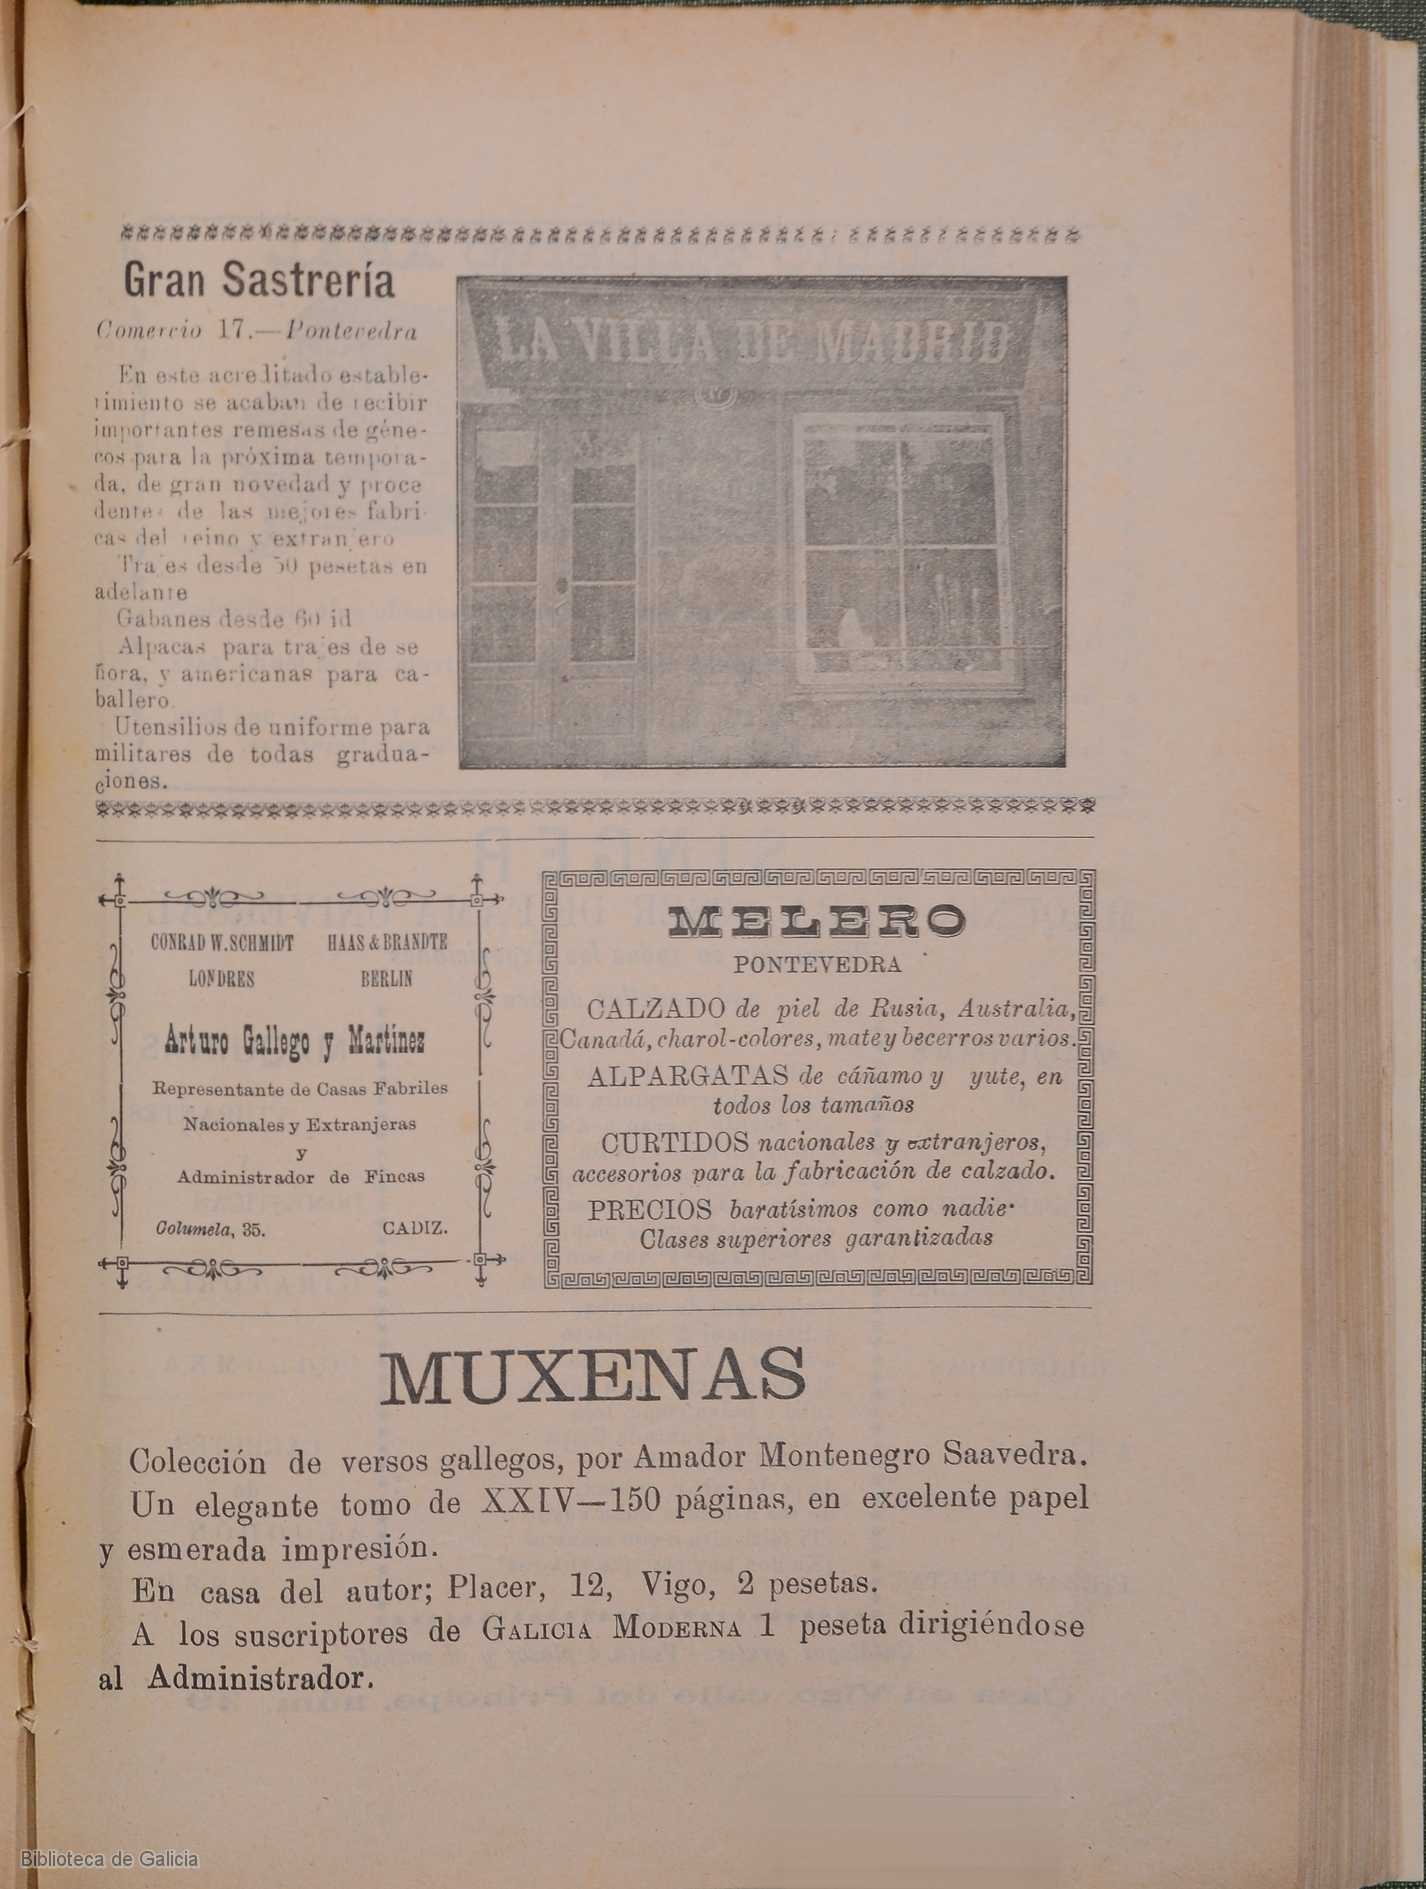 Gran Sastrería
Comercio 17.—Pontevedra
En este acreditado estable-
cimiento se acaban de recibir
importantes remesas de géne-
ros para la próxima tempora-
da, de gran novedad y proce
dentes de las mejores fabri-
cas del reino y extranjero
Trajes desde 50 pesetas en
adelante
Gabanes desde 60 id
Alpacas para trajes de se
ñora, y americanas para ca-
ballero.
Utensilios de uniforme para
militares de todas gradua-
ciones.
LA VILLA DE MADRID
17
CONRAD W. SCHMIDT
LONDRES
HAAS & BRANDTE
BERLIN
Arturo Gallego y Martínez
Representante de Casas Fabriles
Nacionales y Extranjeras
y
Administrador de Fincas
Columela, 35. CADIZ.
MELERO
PONTEVEDRA
CALZADO de piel de Rusia, Australia,
Canadá, charol-colores, mate y becerros varios.
ALPARGATAS de cáñamo y yute, en
todos los tamaños
CURTIDOS nacionales y extranjeros,
accesorios para la fabricación de calzado.
PRECIOS baratísimos como nadie·
Clases superiores garantizadas
MUXENAS
Colección de versos gallegos, por Amador Montenegro Saavedra.
Un elegante tomo de XXIV—150 páginas, en excelente papel
y esmerada impresión.
En casa del autor; Placer, 12, Vigo, 2 pesetas.
A los suscriptores de GALICIA MODERNA 1 peseta dirigiéndose
al Administrador.
Biblioteca de Galicia